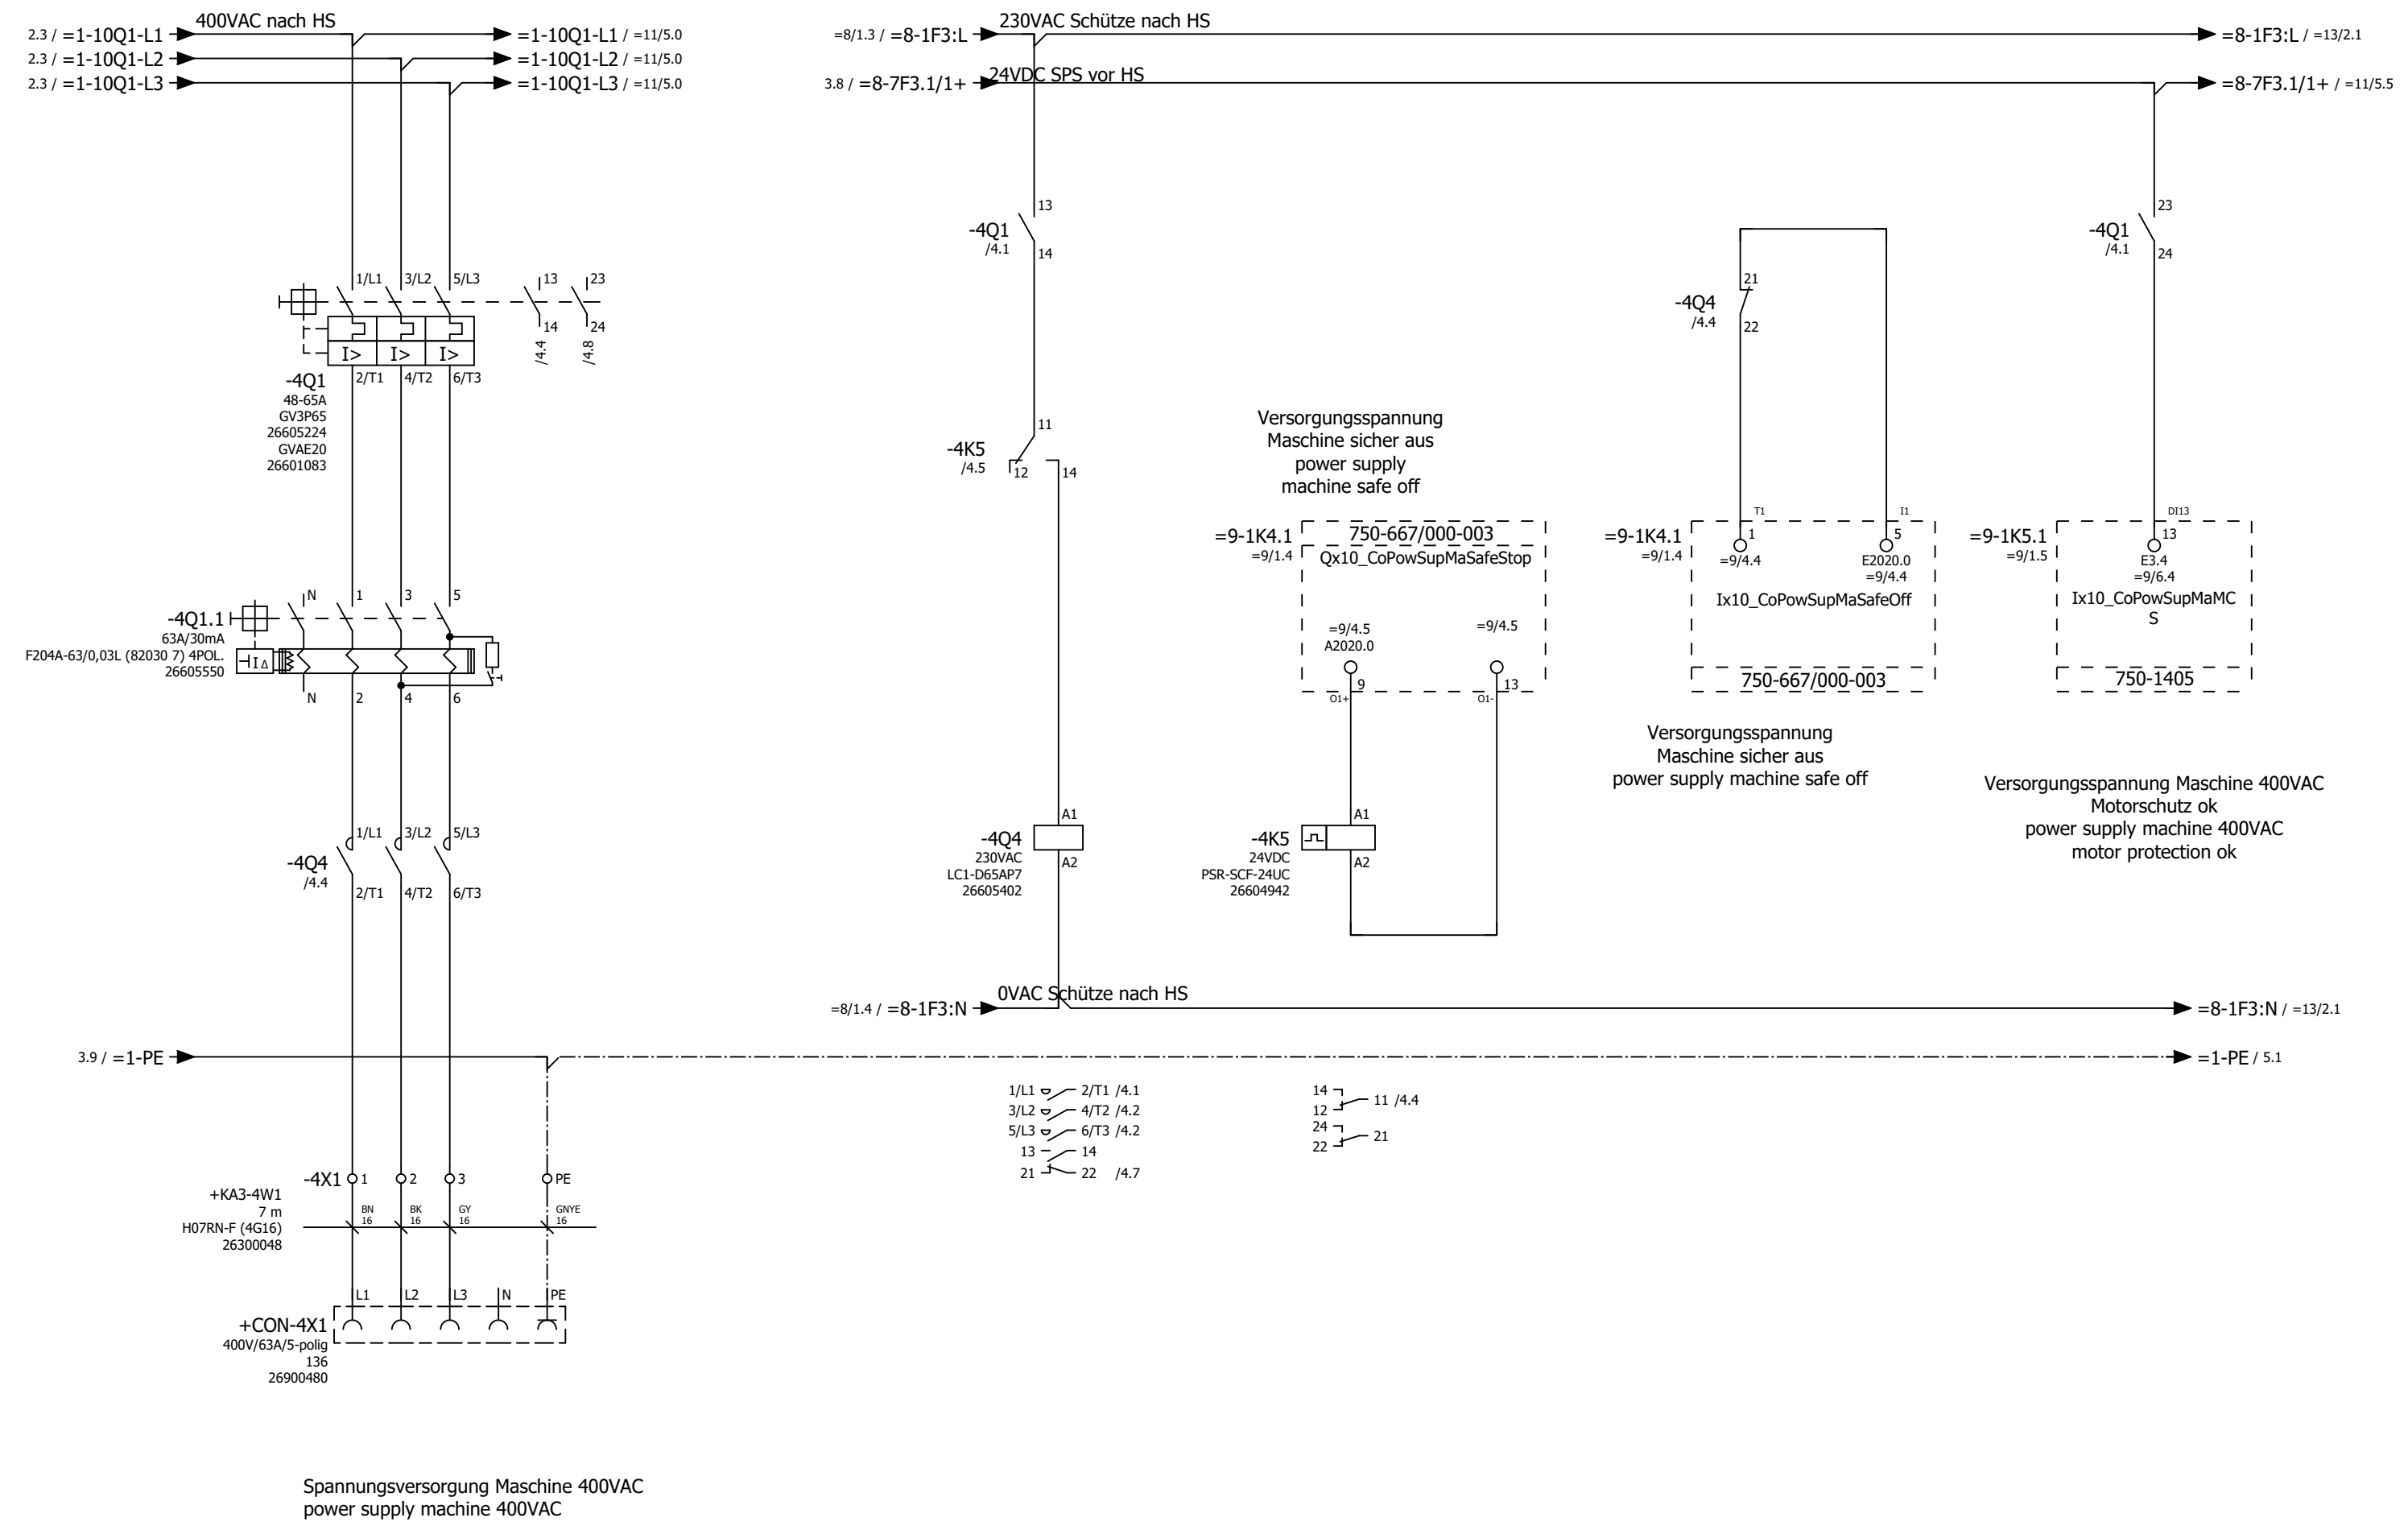 400VAC nach HS
2.3 / =1-10Q1-L1
=1-10Q1-L1 / =11/5.0
2.3 / =1-10Q1-L2
=1-10Q1-L2 / =11/5.0
2.3 / =1-10Q1-L3
=1-10Q1-L3 / =11/5.0
230VAC Schütze nach HS
=8/1.3 / =8-1F3:L
=8-1F3:L / =13/2.1
24VDC SPS vor HS
3.8 / =8-7F3.1/1+
=8-7F3.1/1+ / =11/5.5
1/L1
3/L2
5/L3
13
23
14
24
/4.4
/4.8
I>
I>
I>
2/T1
4/T2
6/T3
-4Q1
48-65A
GV3P65
26605224
GVAE20
26601083
N
1
3
5
-4Q1.1
63A/30mA
F204A-63/0,03L (82030 7) 4POL.
26605550
I Δ
T
N
2
4
6
1/L1
3/L2
5/L3
-4Q4
/4.4
2/T1
4/T2
6/T3
13
-4Q1
/4.1
14
11
-4K5
/4.5
12
14
A1
-4Q4
230VAC
LC1-D65AP7
26605402
A2
Versorgungsspannung
Maschine sicher aus
power supply
machine safe off
=9-1K4.1
=9/1.4
750-667/000-003
Qx10_CoPowSupMaSafeStop
=9/4.5
A2020.0
=9/4.5
9
O1+
13
O1-
A1
-4K5
24VDC
PSR-SCF-24UC
26604942
A2
21
-4Q4
/4.4
22
T1
I1
=9-1K4.1
=9/1.4
1
5
=9/4.4
E2020.0
=9/4.4
Ix10_CoPowSupMaSafeOff
750-667/000-003
Versorgungsspannung
Maschine sicher aus
power supply machine safe off
23
-4Q1
/4.1
24
DI13
=9-1K5.1
=9/1.5
13
E3.4
=9/6.4
Ix10_CoPowSupMaMC
S
750-1405
Versorgungsspannung Maschine 400VAC
Motorschutz ok
power supply machine 400VAC
motor protection ok
0VAC Schütze nach HS
=8/1.4 / =8-1F3:N
=8-1F3:N / =13/2.1
3.9 / =1-PE
=1-PE / 5.1
1/L1 2/T1 /4.1
3/L2 4/T2 /4.2
5/L3 6/T3 /4.2
13 14
21 22 /4.7
14
12 11 /4.4
24
22 21
-4X1
1
2
3
PE
+KA3-4W1
7 m
H07RN-F (4G16)
26300048
BN
16
BK
16
GY
16
GNYE
16
L1
L2
L3
N
PE
+CON-4X1
400V/63A/5-polig
136
26900480
Spannungsversorgung Maschine 400VAC
power supply machine 400VAC